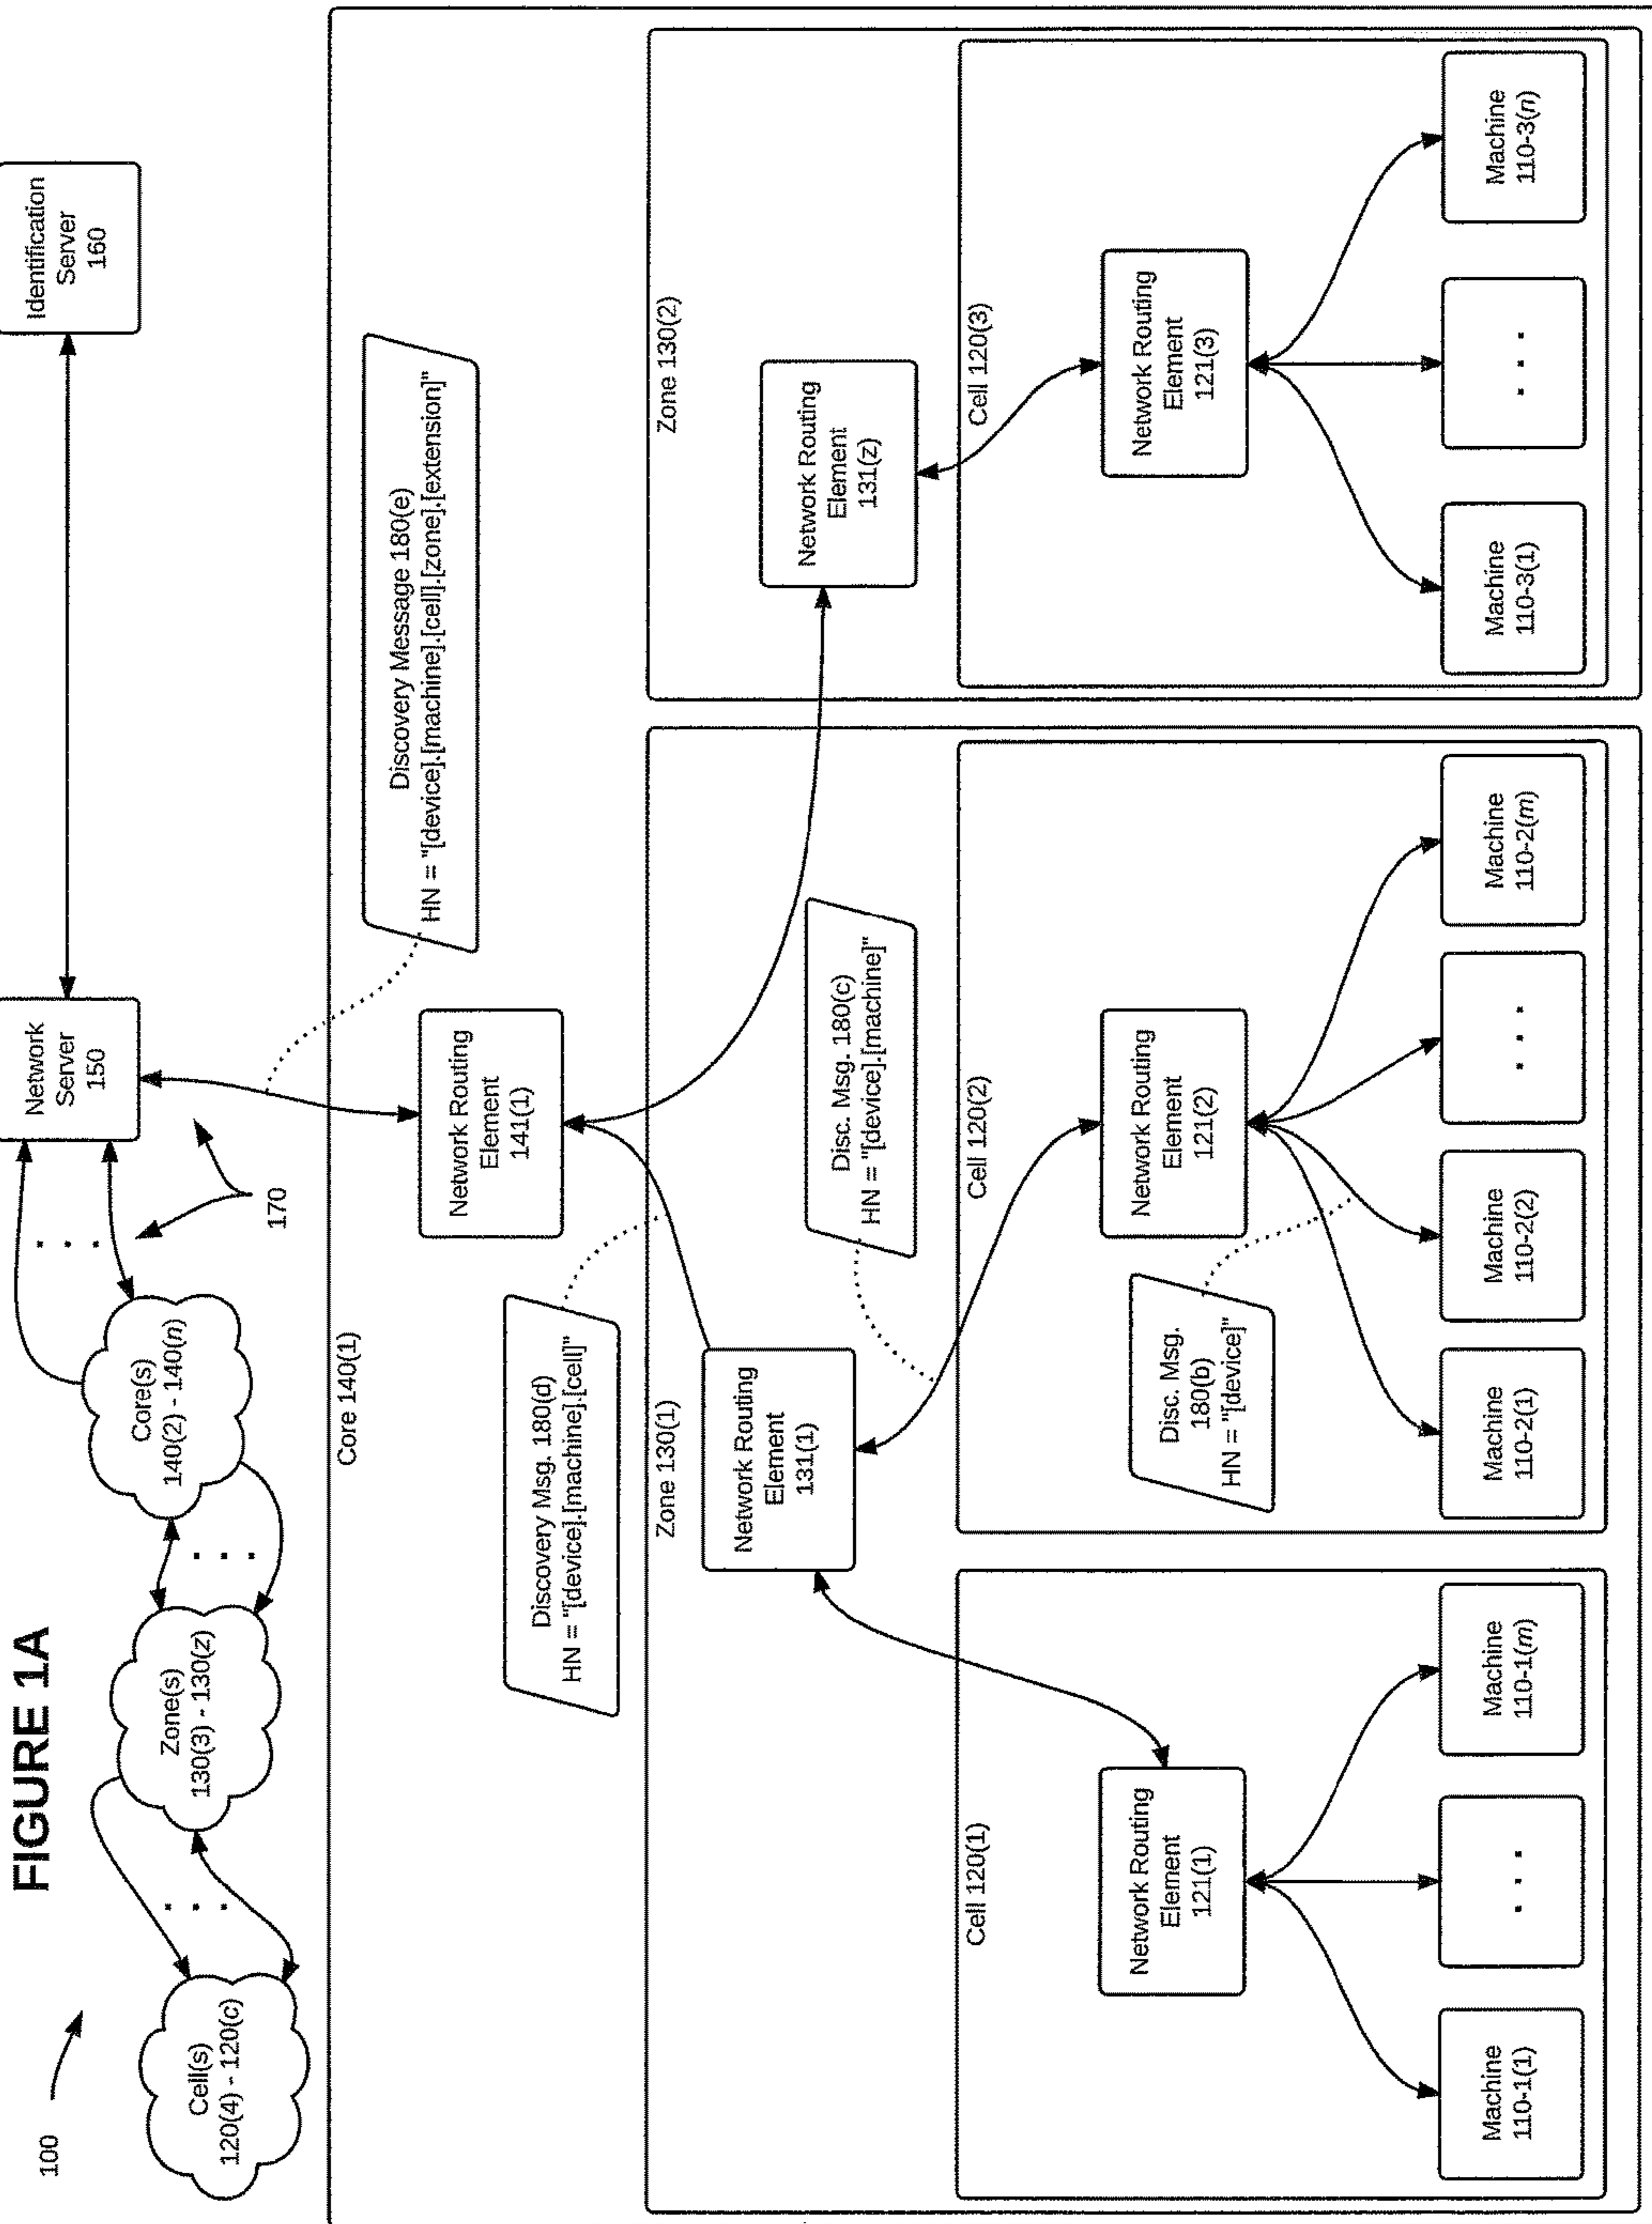 FIGURE 1A
100
Cell(s)
120(4) - 120(c)
Zone(s)
130(3) - 130(z)
Core(s)
140(2) - 140(n)
170
Network
Server
150
Identification
Server
160
Core 140(1)
Discovery Message 180(e)
HN = "[device].[machine].[cell].[zone].[extension]"
Network Routing
Element
141(1)
Discovery Msg. 180(d)
HN = "[device].[machine].[cell]"
Zone 130(1)
Network Routing
Element
131(1)
Disc. Msg. 180(c)
HN = "[device].[machine]"
Zone 130(2)
Network Routing
Element
131(z)
Cell 120(1)
Network Routing
Element
121(1)
Machine
110-1(1)
. . .
Machine
110-1(m)
Cell 120(2)
Network Routing
Element
121(2)
Disc. Msg.
180(b)
HN = "[device]"
Machine
110-2(1)
Machine
110-2(2)
. . .
Machine
110-2(m)
Cell 120(3)
Network Routing
Element
121(3)
Machine
110-3(1)
. . .
Machine
110-3(n)